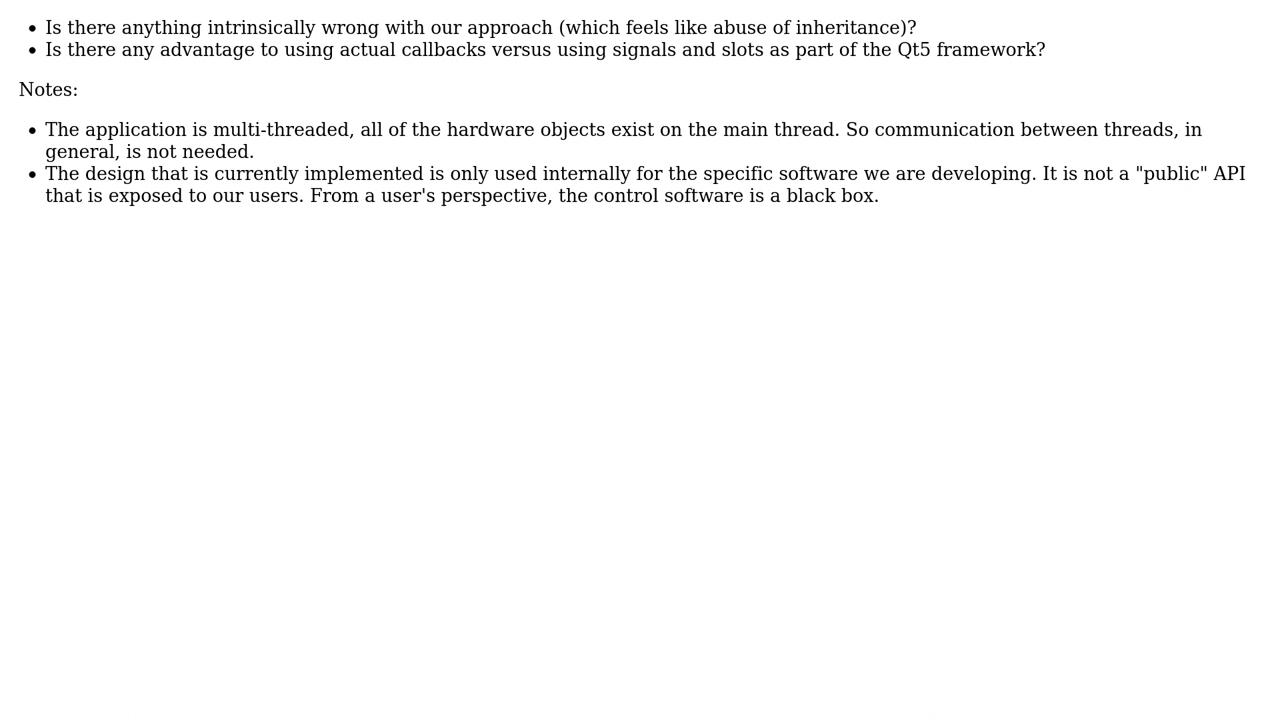 • Is there anything intrinsically wrong with our approach (which feels like abuse of inheritance)?
• Is there any advantage to using actual callbacks versus using signals and slots as part of the Qt5 framework?
Notes:
• The application is multi-threaded, all of the hardware objects exist on the main thread. So communication between threads, in
general, is not needed.
• The design that is currently implemented is only used internally for the specific software we are developing. It is not a "public" API
that is exposed to our users. From a user's perspective, the control software is a black box.